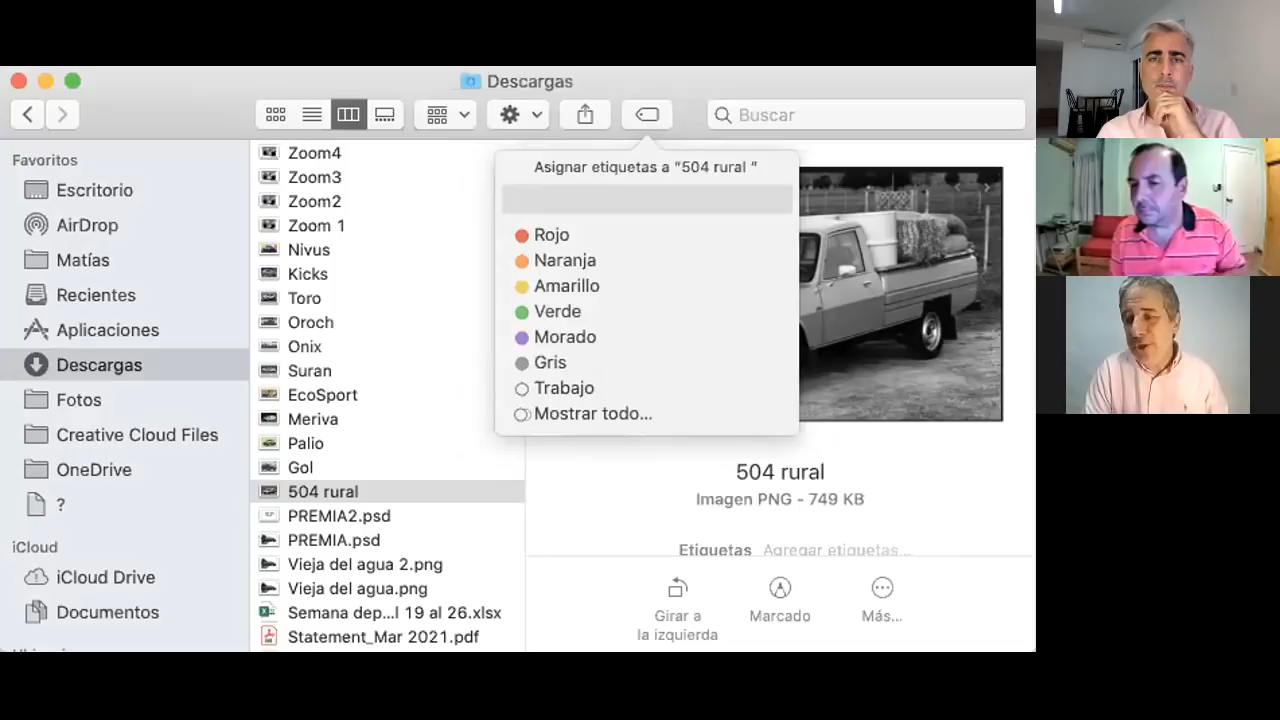 Descargas
Buscar
Favoritos
Escritorio
AirDrop
Matías
Recientes
Aplicaciones
Descargas
Fotos
Creative Cloud Files
OneDrive
?
iCloud
iCloud Drive
Documentos
Zoom4
Zoom3
Zoom2
Zoom 1
Nivus
Kicks
Toro
Oroch
Onix
Suran
EcoSport
Meriva
Palio
Gol
504 rural
PREMIA2.psd
PREMIA.psd
Vieja del agua 2.png
Vieja del agua.png
Semana dep...l 19 al 26.xlsx
Statement_Mar 2021.pdf
Asignar etiquetas a “504 rural ”
Rojo
Naranja
Amarillo
Verde
Morado
Gris
Trabajo
Mostrar todo...
504 rural
Imagen PNG - 749 KB
Etiquetas Agregar etiquetas...
Girar a
la izquierda
Marcado
Más...